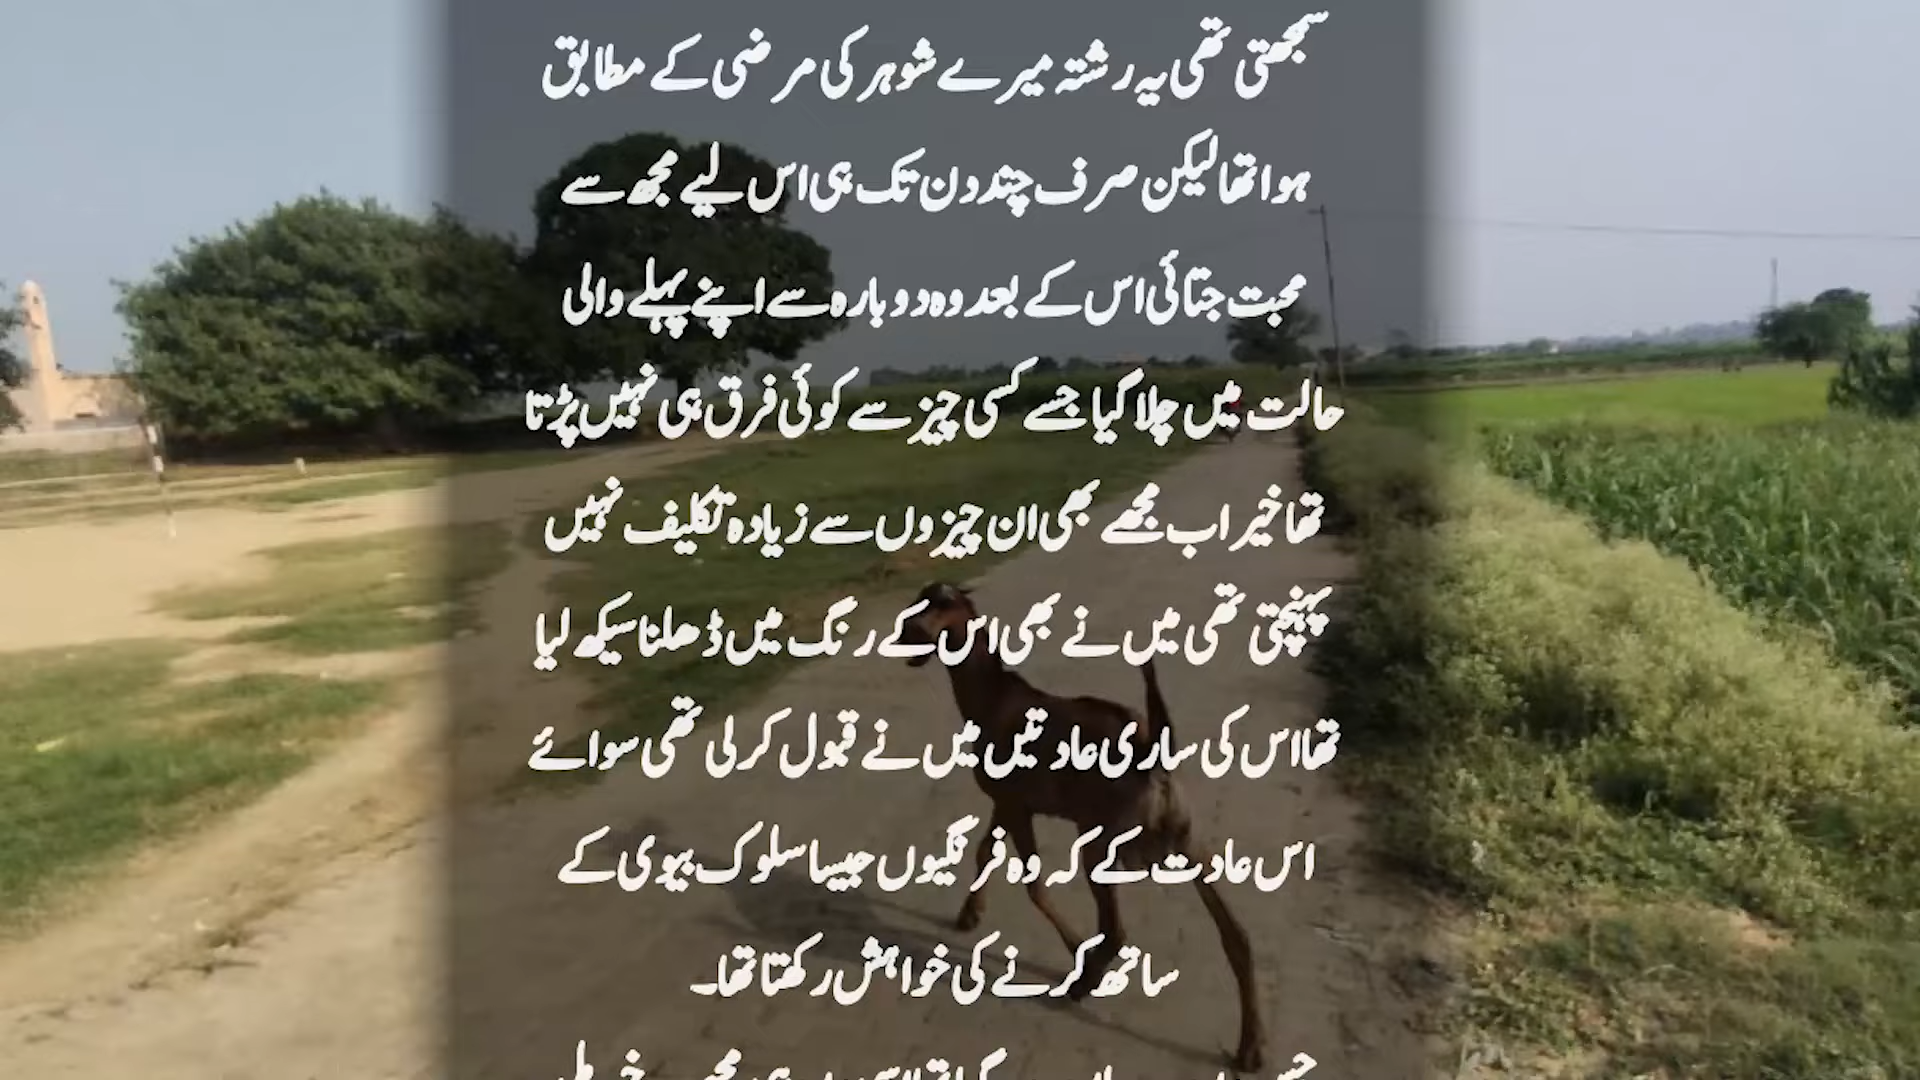 سمجھتی تھی یہ رشتہ میرے شوہر کی مرضی کے مطابق
ہوا تھا لیکن صرف چند دن تک ہی اس لیے مجھ سے
محبت جتائی اس کے بعد وہ دوبارہ سے اپنے پہلے والی
حالت میں چلا گیا جسے کسی چیز سے کوئی فرق ہی نہیں پڑتا
تھا خیر اب مجھے بھی ان چیزوں سے زیادہ تکلیف نہیں
پہنچتی تھی میں نے بھی اس کے رنگ میں ڈھلنا سیکھ لیا
تھا اس کی ساری عادتیں میں نے قبول کر لی تھی سوائے
اس عادت کے کہ وہ فرنگیوں جیسا سلوک بیوی کے
ساتھ کرنے کی خواہش رکھتا تھا۔